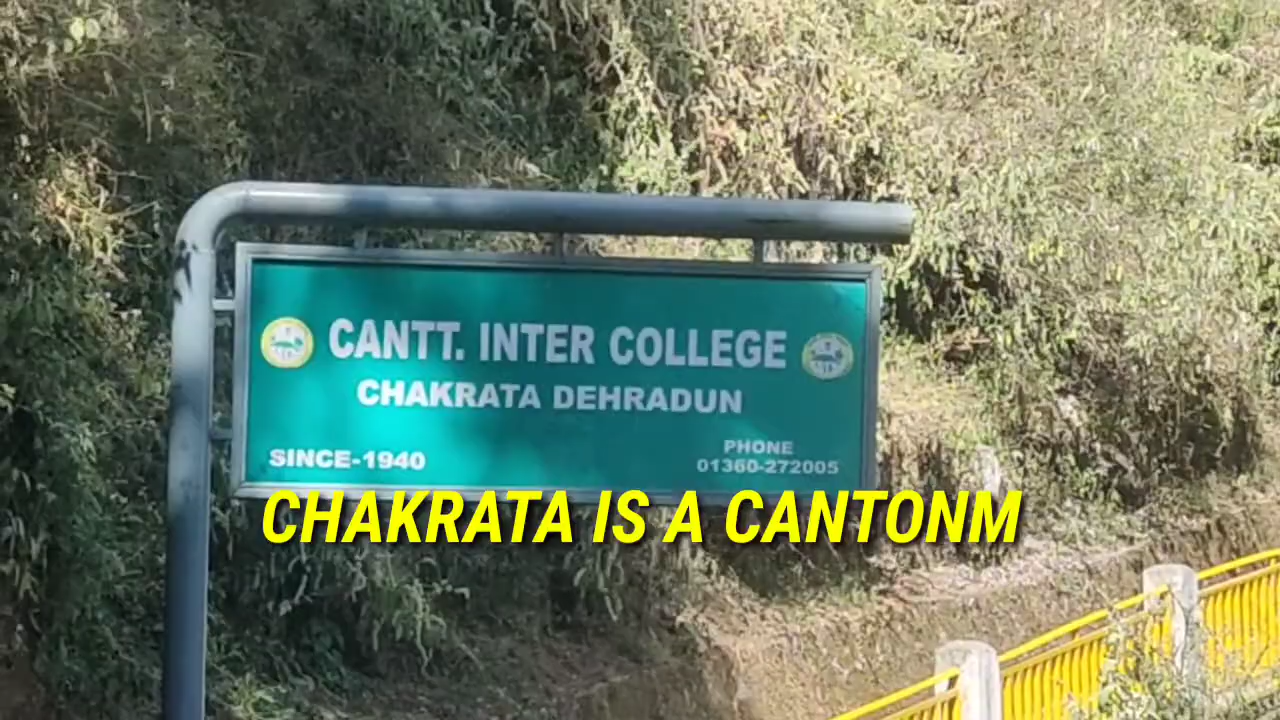 CANTT. INTER COLLEGE
CHAKRATA DEHRADUN
SINCE-1940
PHONE
01360-272005
CHAKRATA IS A CANTONM